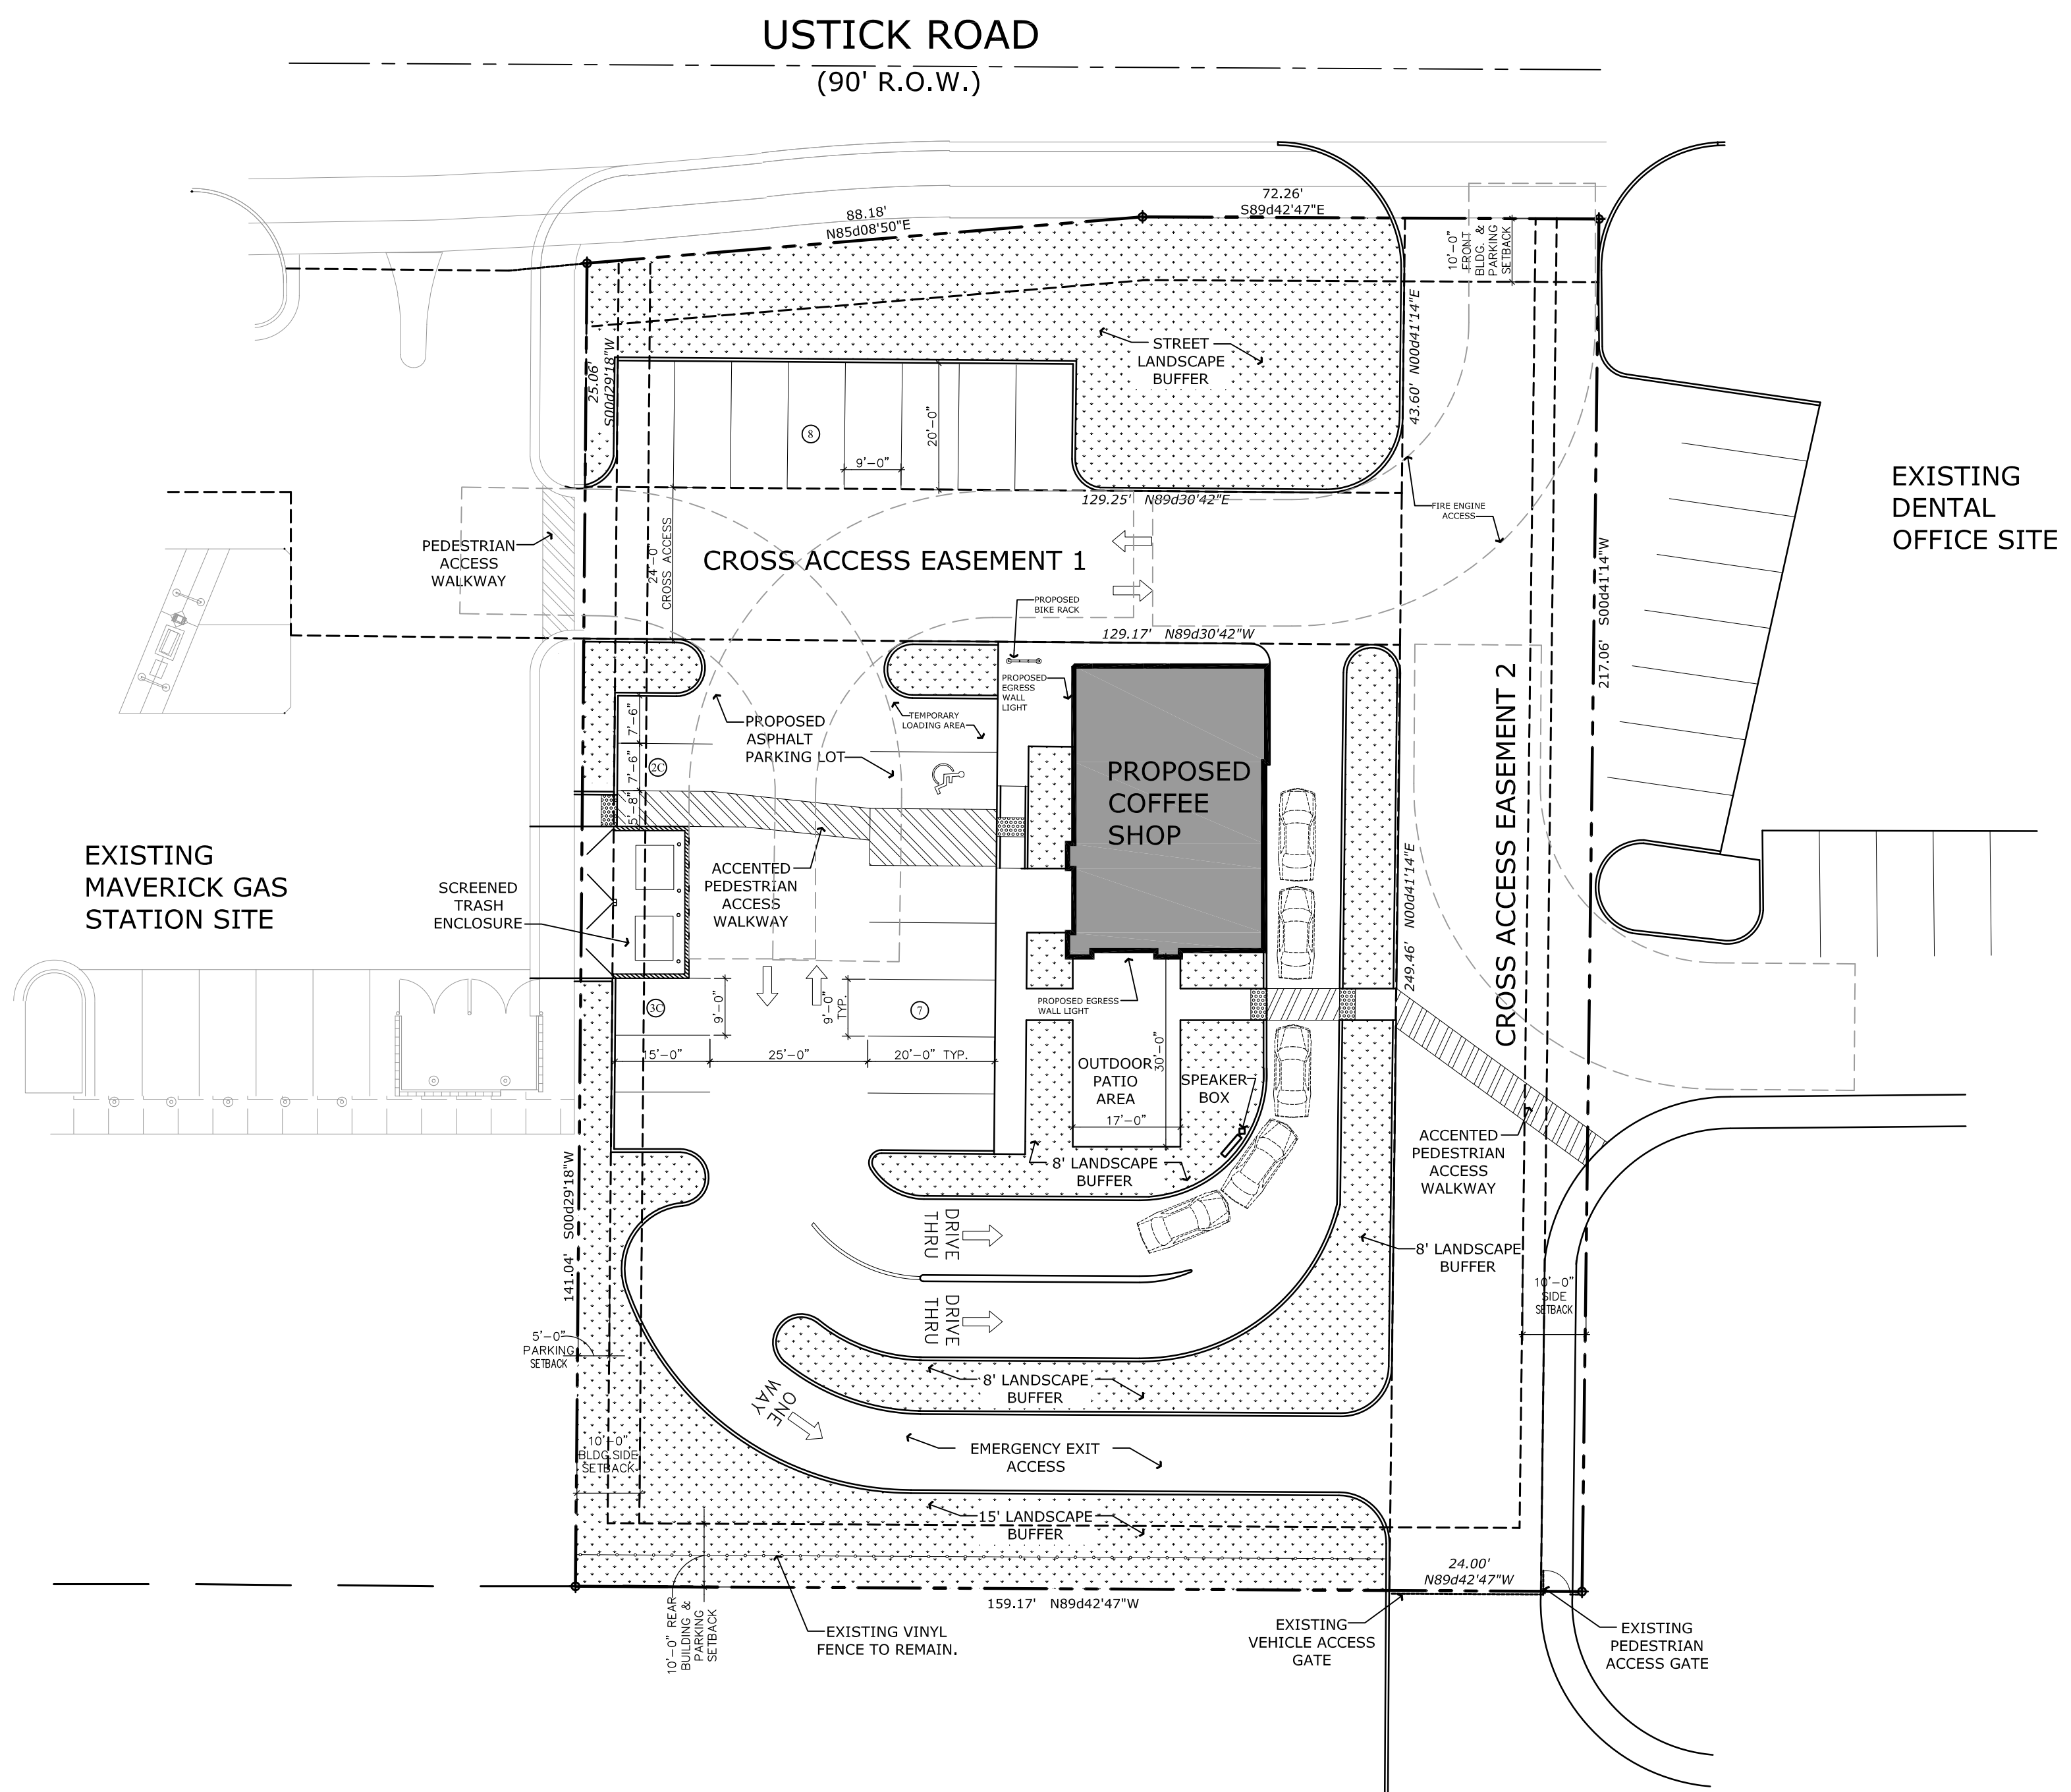 USTICK ROAD
(90' R.O.W.)
88.18'
N85d08'50"E
72.26'
S89d42'47"E
10'-0"
FRONT
BLDG. &
PARKING
SETBACK
25.06'
S00d29'18"W
STREET
LANDSCAPE
BUFFER
43.60' N00d41'14"E
8
20'-0"
9'-0"
129.25' N89d30'42"E
FIRE ENGINE
ACCESS
EXISTING
DENTAL
OFFICE SITE
PEDESTRIAN
ACCESS
WALKWAY
24'-0"
CROSS ACCESS
CROSS ACCESS EASEMENT 1
PROPOSED
BIKE RACK
129.17' N89d30'42"W
217.06' S00d41'14"W
CROSS ACCESS EASEMENT 2
PROPOSED
EGRESS
WALL
LIGHT
7'-6"
7'-6"
5'-8"
2C
PROPOSED
ASPHALT
PARKING LOT
TEMPORARY
LOADING AREA
PROPOSED
COFFEE
SHOP
EXISTING
MAVERICK GAS
STATION SITE
SCREENED
TRASH
ENCLOSURE
ACCENTED
PEDESTRIAN
ACCESS
WALKWAY
249.46' N00d41'14"E
3C
9'-0"
9'-0"
TYP.
7
PROPOSED EGRESS
WALL LIGHT
15'-0"
25'-0"
20'-0" TYP.
OUTDOOR
PATIO
AREA
30'-0"
17'-0"
SPEAKER
BOX
8' LANDSCAPE
BUFFER
ACCENTED
PEDESTRIAN
ACCESS
WALKWAY
141.04' S00d29'18"W
DRIVE
THRU
DRIVE
THRU
8' LANDSCAPE
BUFFER
10'-0"
SIDE
SETBACK
5'-0"
PARKING
SETBACK
8' LANDSCAPE
BUFFER
ONE
WAY
10'-0"
BLDG SIDE
SETBACK
EMERGENCY EXIT
ACCESS
15' LANDSCAPE
BUFFER
24.00'
N89d42'47"W
159.17' N89d42'47"W
10'-0" REAR
BUILDING &
PARKING
SETBACK
EXISTING VINYL
FENCE TO REMAIN.
EXISTING
VEHICLE ACCESS
GATE
EXISTING
PEDESTRIAN
ACCESS GATE